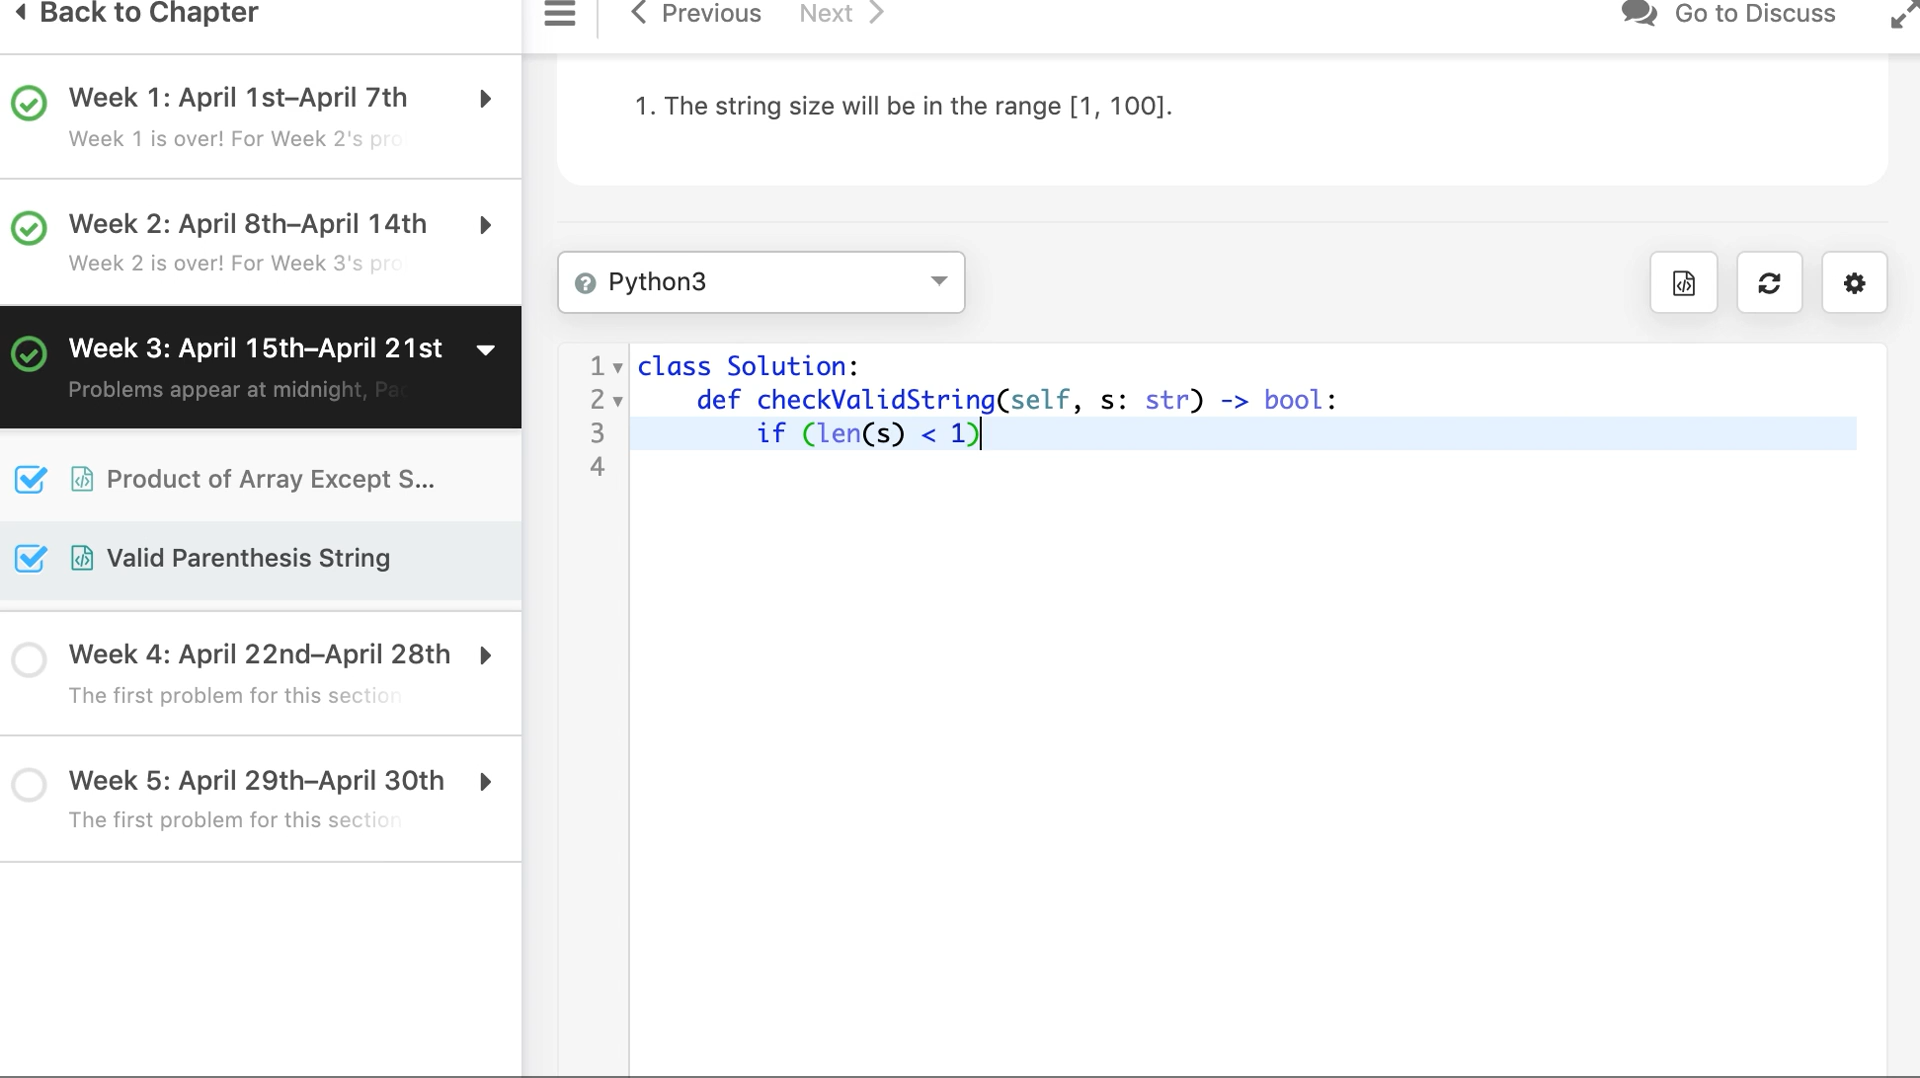 Back to Chapter
Previous
Next
Go to Discuss
Week 1: April 1st–April 7th
Week 1 is over! For Week 2's pro
Week 2: April 8th–April 14th
Week 2 is over! For Week 3's pro
Week 3: April 15th–April 21st
Problems appear at midnight, Pac
Product of Array Except S...
Valid Parenthesis String
Week 4: April 22nd–April 28th
The first problem for this section
Week 5: April 29th–April 30th
The first problem for this section
1. The string size will be in the range [1, 100].
? Python3
1 class Solution:
2     def checkValidString(self, s: str) -> bool:
3         if (len(s) < 1)
4